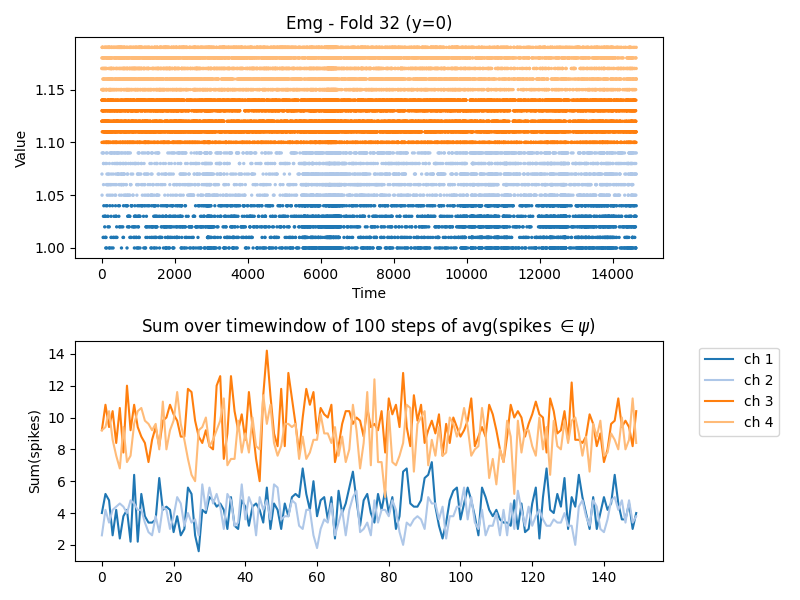 Emg - Fold 32 (y=0)
Value
1.15
1.10
1.05
1.00
0 2000 4000 6000 8000 10000 12000 14000
Time
Sum over timewindow of 100 steps of avg(spikes ∈ ψ)
Sum(spikes)
14
12
10
8
6
4
2
0 20 40 60 80 100 120 140
ch 1
ch 2
ch 3
ch 4